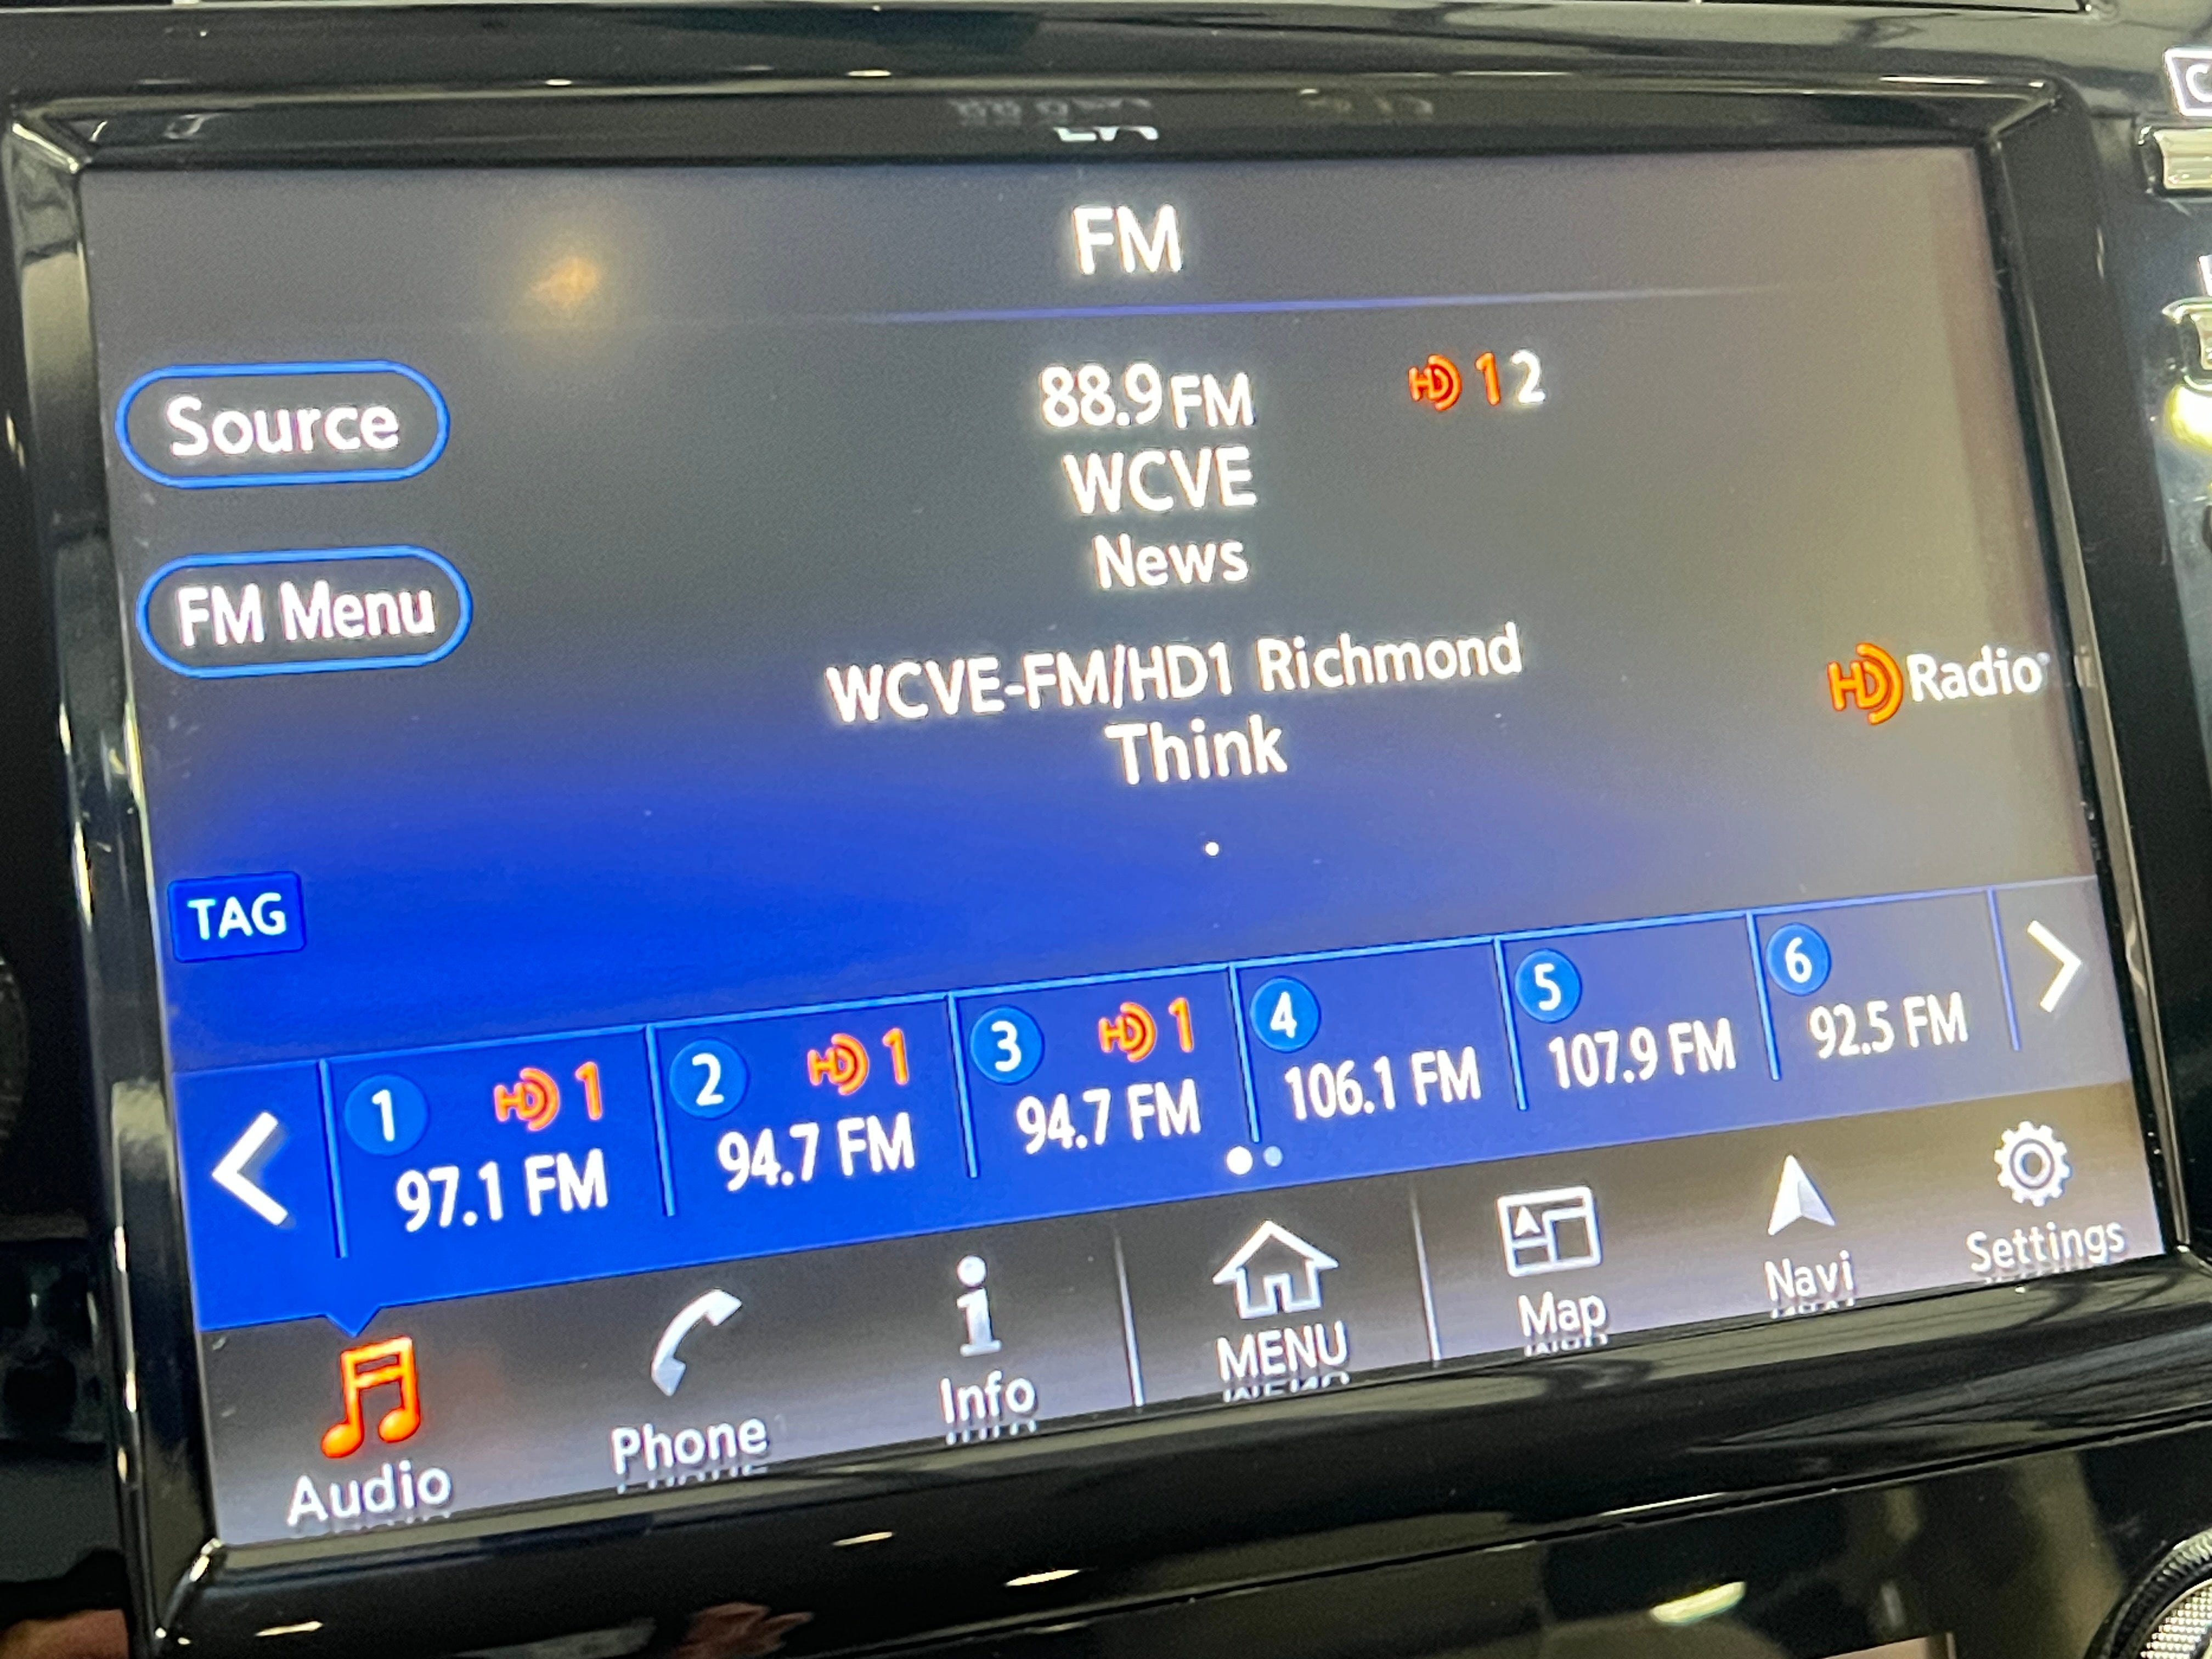 FM
88.9 FM HD 1 2
Source
WCVE
News
FM Menu
WCVE-FM/HD1 Richmond
HD Radio
Think
TAG
1 HD 1
97.1 FM
2 HD 1
94.7 FM
3 HD 1
94.7 FM
4
106.1 FM
5
107.9 FM
6
92.5 FM
Audio
Phone
Info
MENU
Map
Navi
Settings